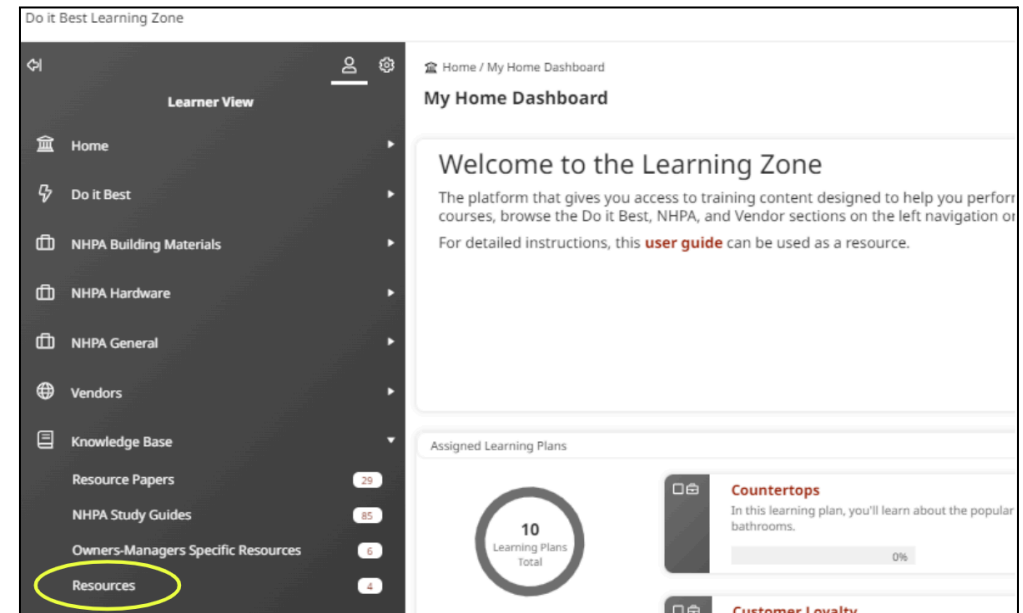 Do it Best Learning Zone
Learner View
Home
Do it Best
NHPA Building Materials
NHPA Hardware
NHPA General
Vendors
Knowledge Base
Resource Papers 29
NHPA Study Guides 85
Owners-Managers Specific Resources 6
Resources 4
Home / My Home Dashboard
My Home Dashboard
Welcome to the Learning Zone
The platform that gives you access to training content designed to help you perfor
courses, browse the Do it Best, NHPA, and Vendor sections on the left navigation or
For detailed instructions, this user guide can be used as a resource.
Assigned Learning Plans
10
Learning Plans
Total
Countertops
In this learning plan, you'll learn about the popular
bathrooms.
0%
Customer Loyalty